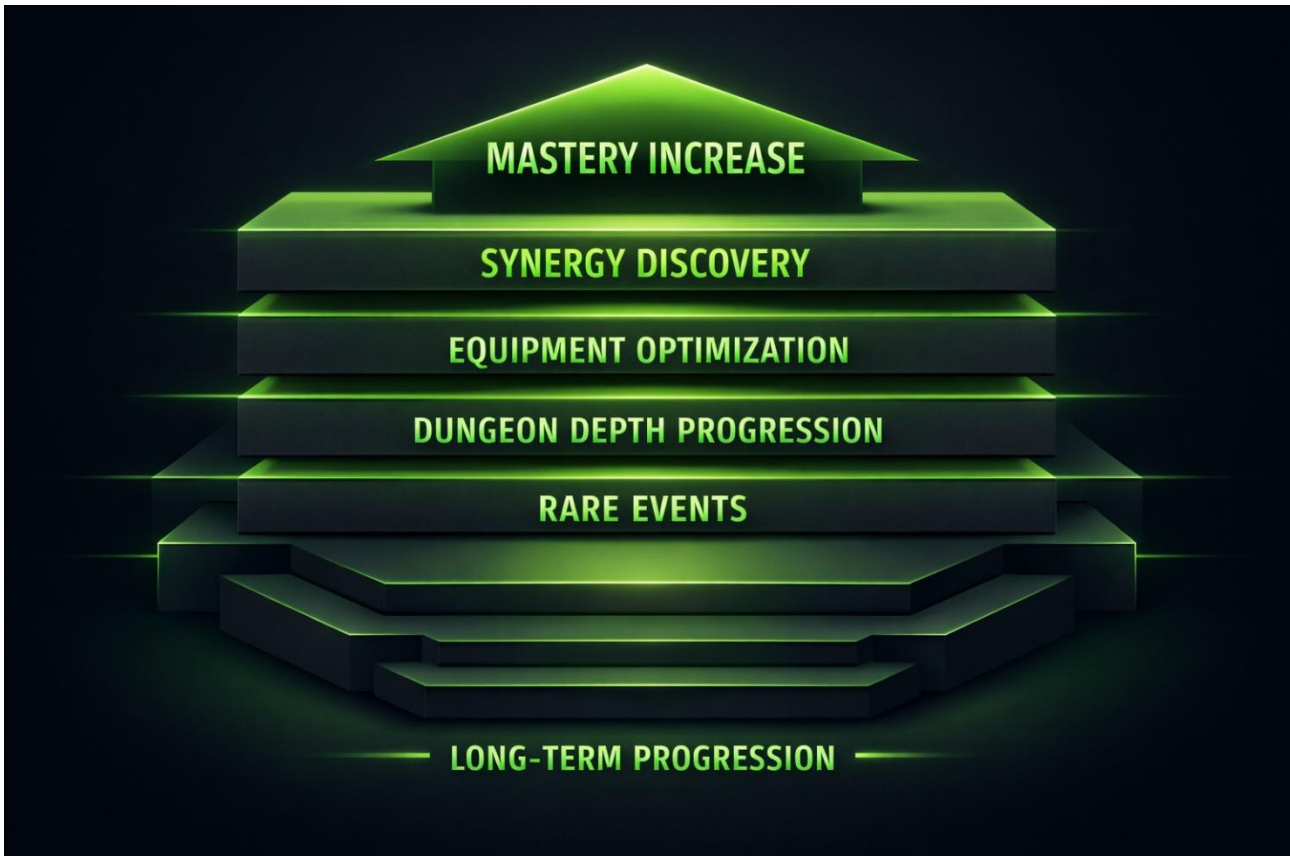 MASTERY INCREASE
SYNERGY DISCOVERY
EQUIPMENT OPTIMIZATION
DUNGEON DEPTH PROGRESSION
RARE EVENTS
LONG-TERM PROGRESSION